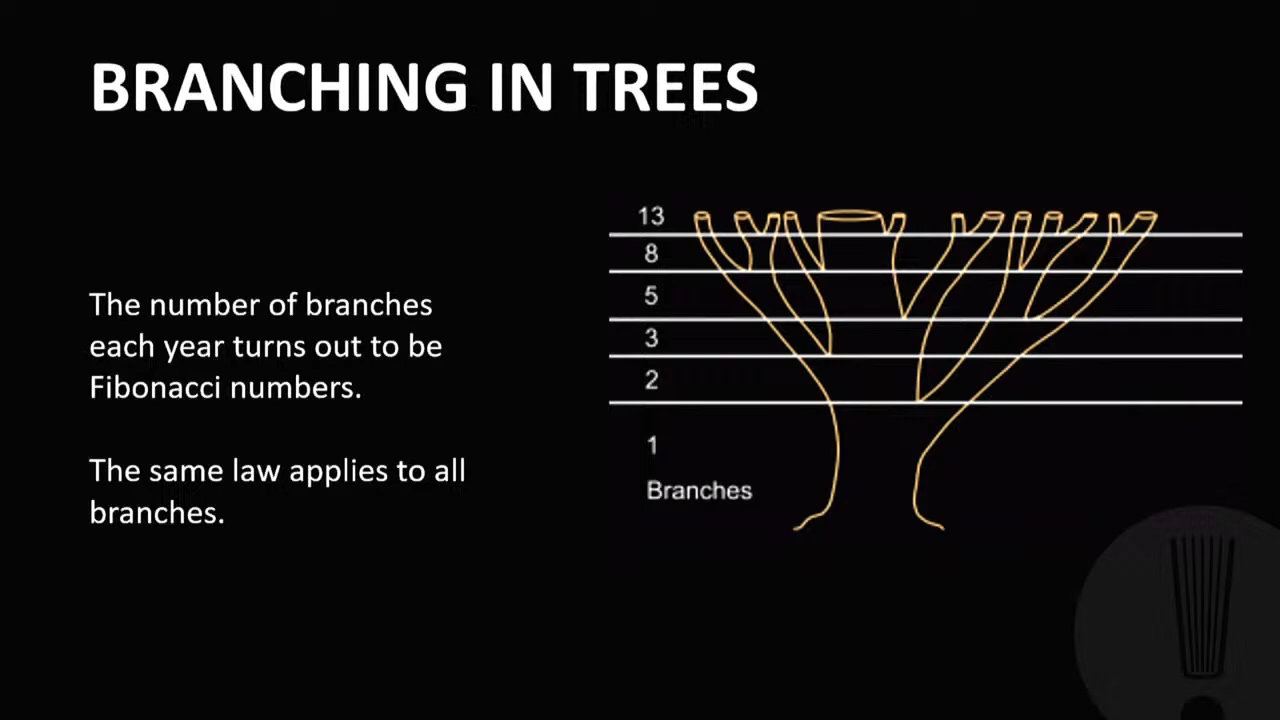 BRANCHING IN TREES
The number of branches
each year turns out to be
Fibonacci numbers.
The same law applies to all
branches.
13
8
5
3
2
1
Branches